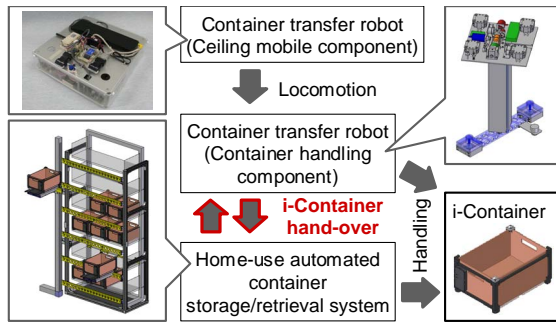 Container transfer robot
(Ceiling mobile component)
Locomotion
Container transfer robot
(Container handling
component)
i-Container
hand-over
Handling
i-Container
Home-use automated
container
storage/retrieval system